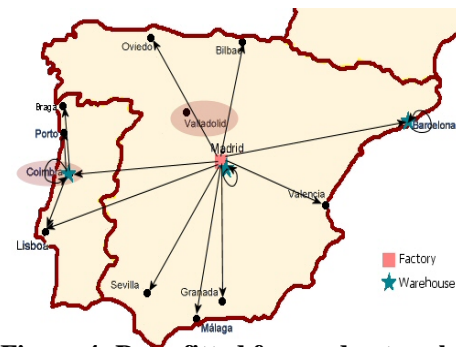 Oviedo
Bilbao
Braga
Valladolid
Porto
Barcelona
Madrid
Coimbra
Valencia
Lisboa
Factory
Sevilla
Granada
Warehouse
Málaga